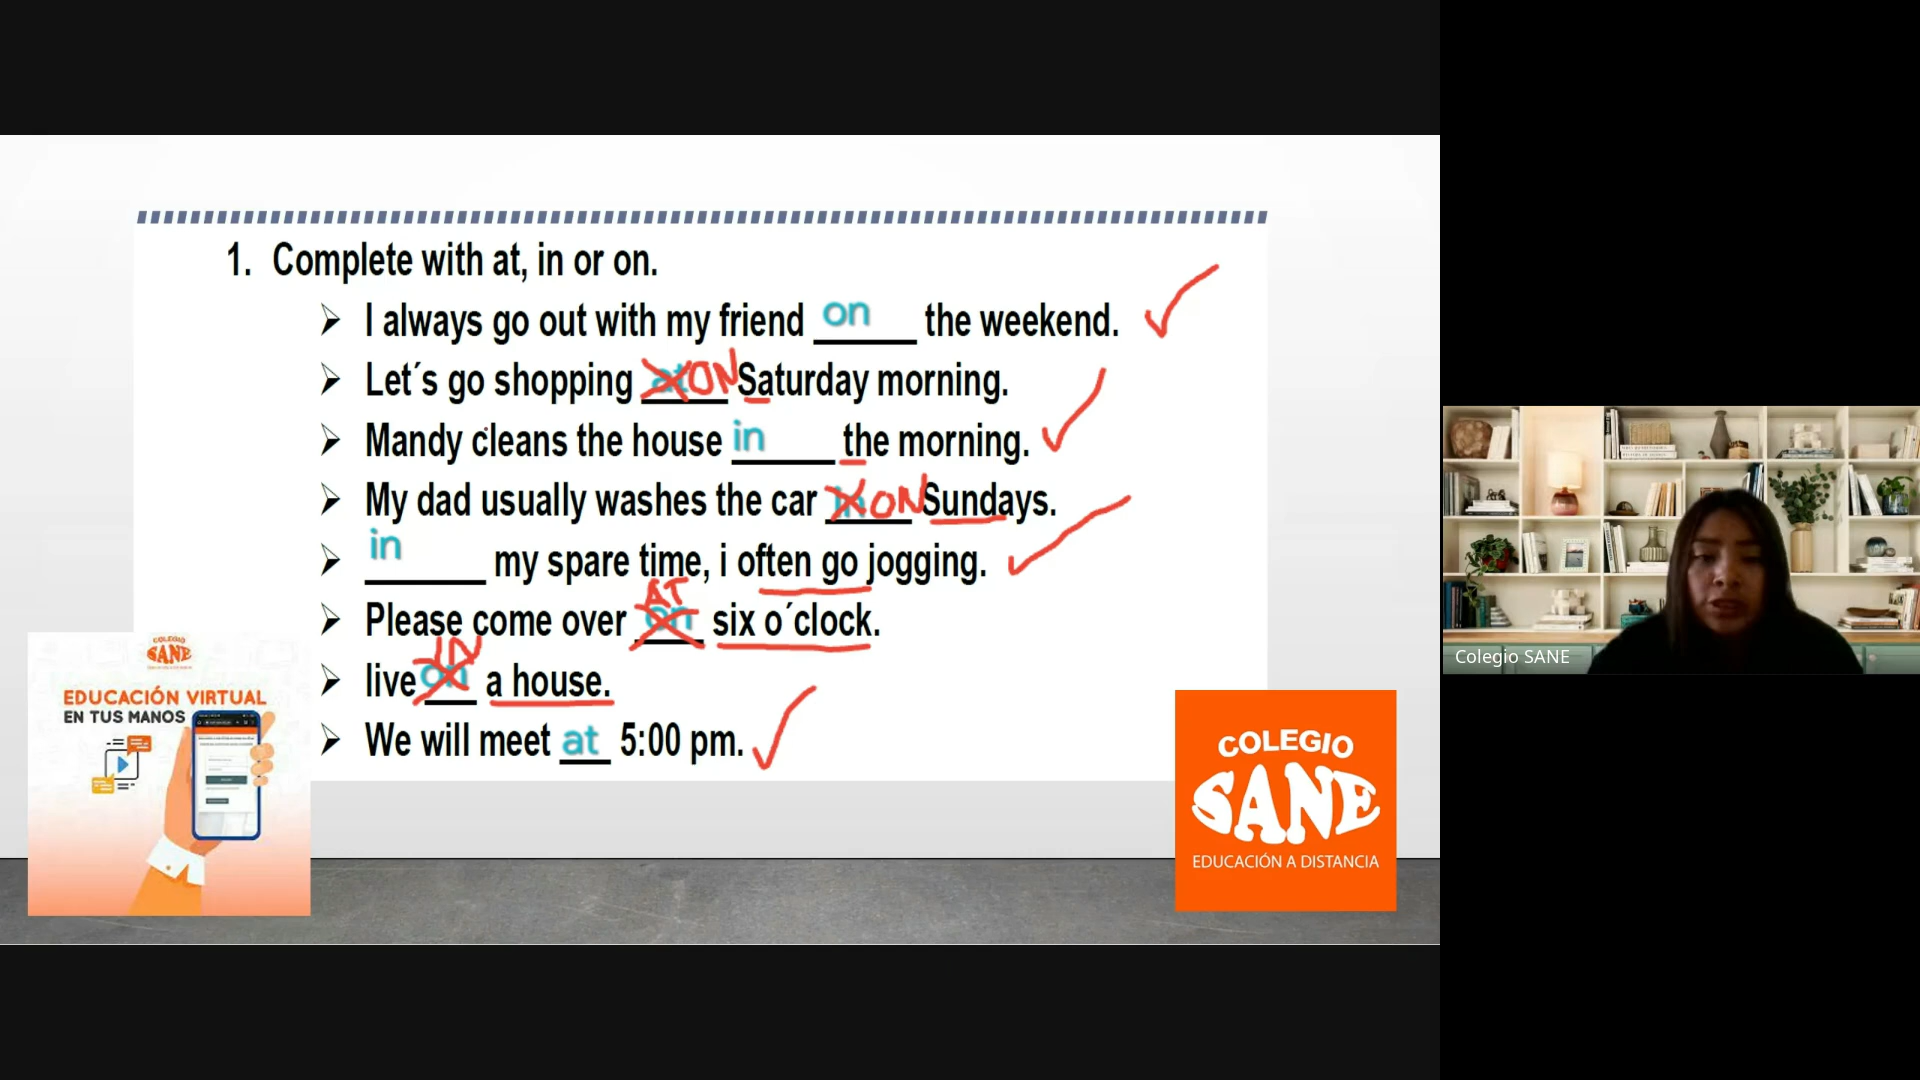 1. Complete with at, in or on.
I always go out with my friend on the weekend.
Let´s go shopping at ON Saturday morning.
Mandy cleans the house in the morning.
My dad usually washes the car in ON Sundays.
in my spare time, i often go jogging.
AT
Please come over on six o´clock.
IN
live on a house.
We will meet at 5:00 pm.
COLEGIO
SANE
EDUCACIÓN VIRTUAL
EN TUS MANOS
COLEGIO
SANE
EDUCACIÓN A DISTANCIA
Colegio SANE